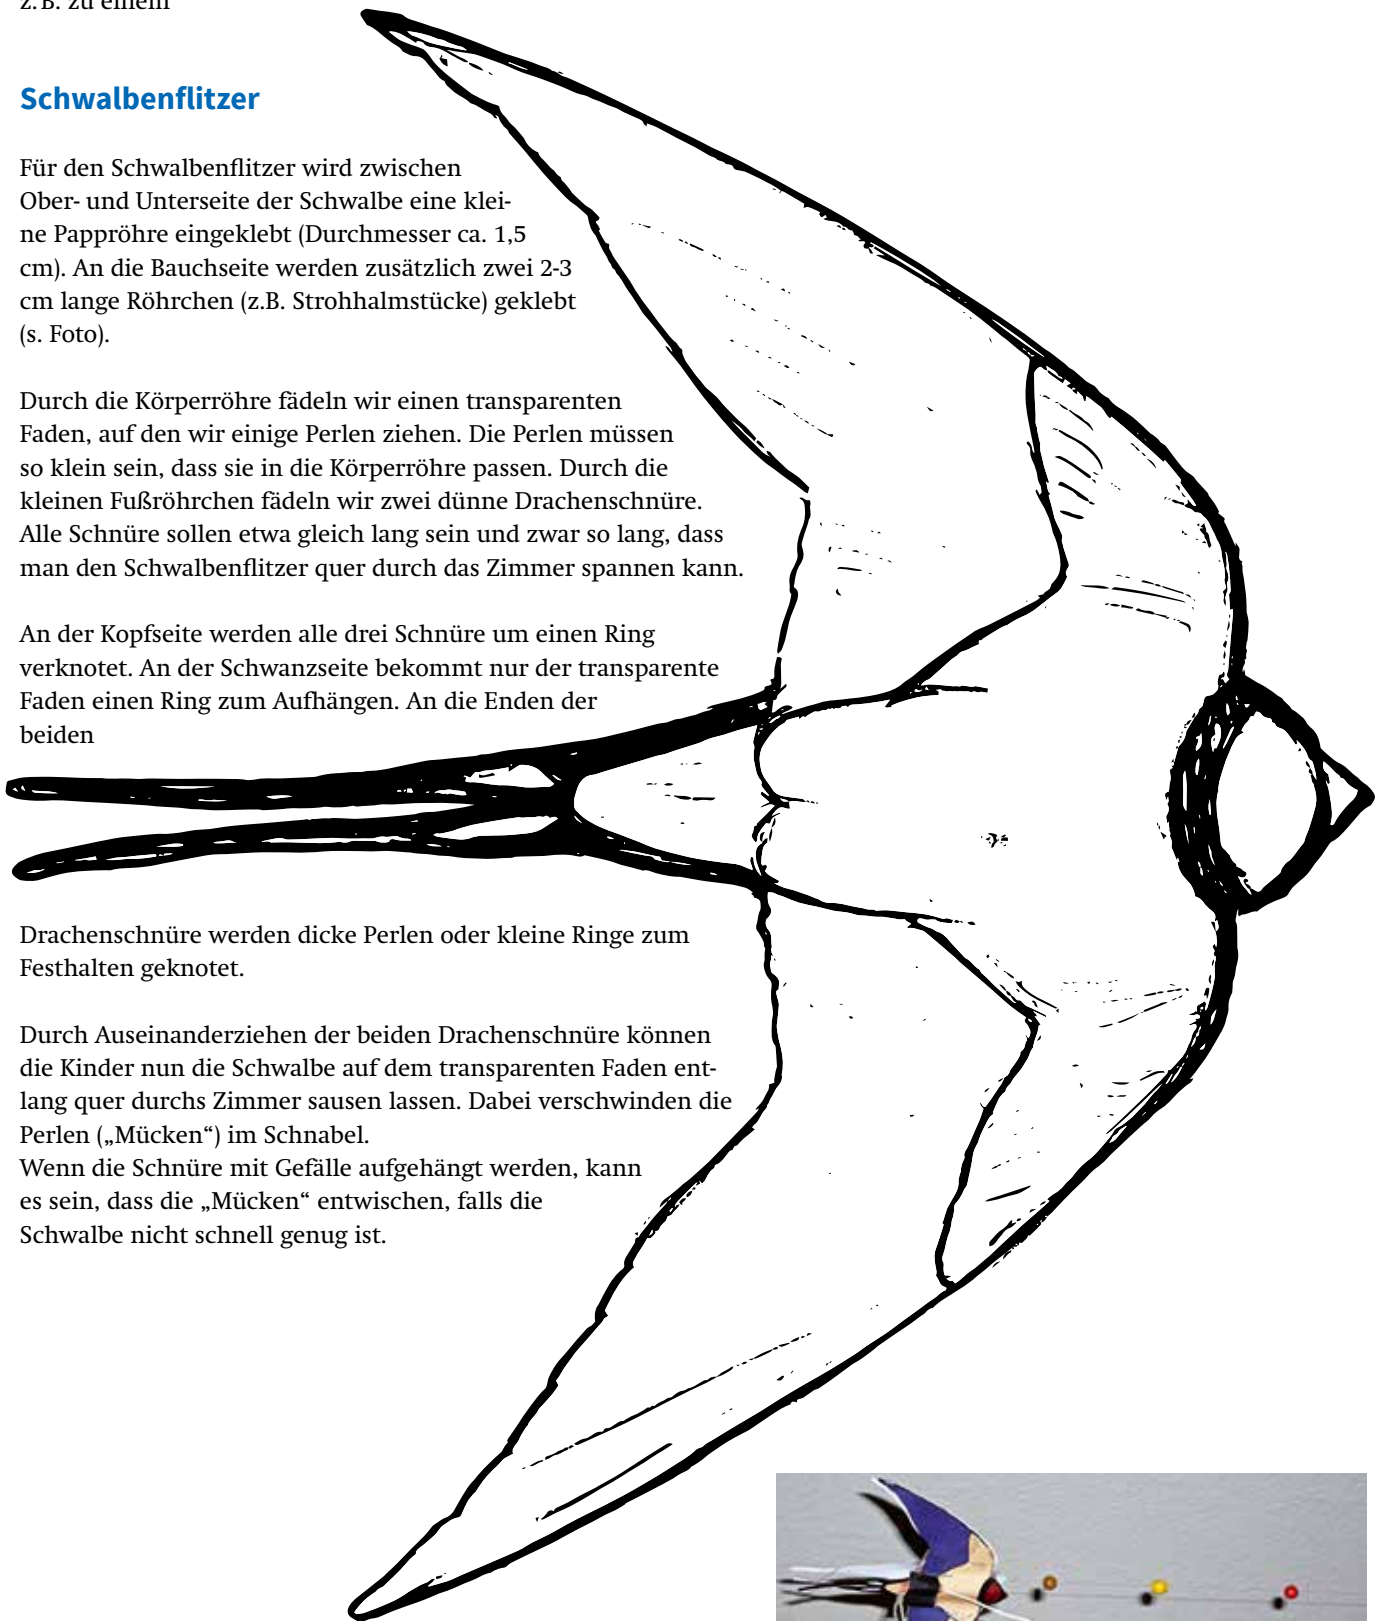 z. B. zu einem
Schwalbenflitzer
Für den Schwalbenflitzer wird zwischen
Ober- und Unterseite der Schwalbe eine klei-
ne Pappröhre eingeklebt (Durchmesser ca. 1,5
cm). An die Bauchseite werden zusätzlich zwei 2-3
cm lange Röhrchen (z.B. Strohhalmstücke) geklebt
(s. Foto).
Durch die Körperröhre fädeln wir einen transparenten
Faden, auf den wir einige Perlen ziehen. Die Perlen müssen
so klein sein, dass sie in die Körperröhre passen. Durch die
kleinen Fußröhrchen fädeln wir zwei dünne Drachenschnüre.
Alle Schnüre sollen etwa gleich lang sein und zwar so lang, dass
man den Schwalbenflitzer quer durch das Zimmer spannen kann.
An der Kopfseite werden alle drei Schnüre um einen Ring
verknotet. An der Schwanzseite bekommt nur der transparente
Faden einen Ring zum Aufhängen. An die Enden der
beiden
Drachenschnüre werden dicke Perlen oder kleine Ringe zum
Festhalten geknotet.
Durch Auseinanderziehen der beiden Drachenschnüre können
die Kinder nun die Schwalbe auf dem transparenten Faden ent-
lang quer durchs Zimmer sausen lassen. Dabei verschwinden die
Perlen („Mücken“) im Schnabel.
Wenn die Schnüre mit Gefälle aufgehängt werden, kann
es sein, dass die „Mücken“ entwischen, falls die
Schwalbe nicht schnell genug ist.